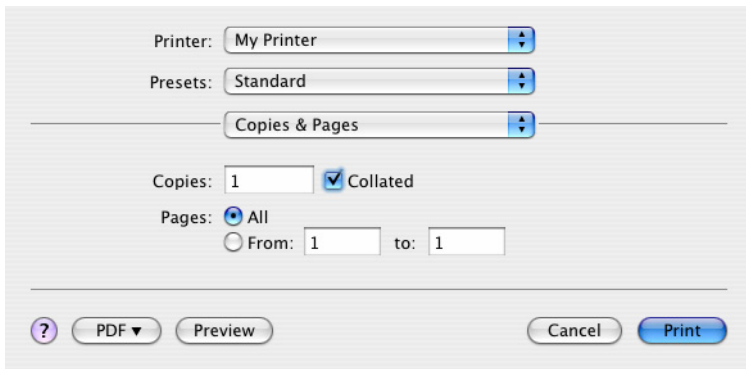 Printer: My Printer
Presets: Standard
Copies & Pages
Copies: 1 Collated
Pages: All
From: 1 to: 1
? PDF ▼ Preview Cancel Print